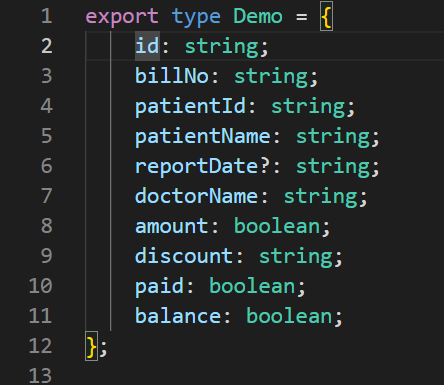 1 export type Demo = {
2 id: string;
3 billNo: string;
4 patientId: string;
5 patientName: string;
6 reportDate?: string;
7 doctorName: string;
8 amount: boolean;
9 discount: string;
10 paid: boolean;
11 balance: boolean;
12 };
13